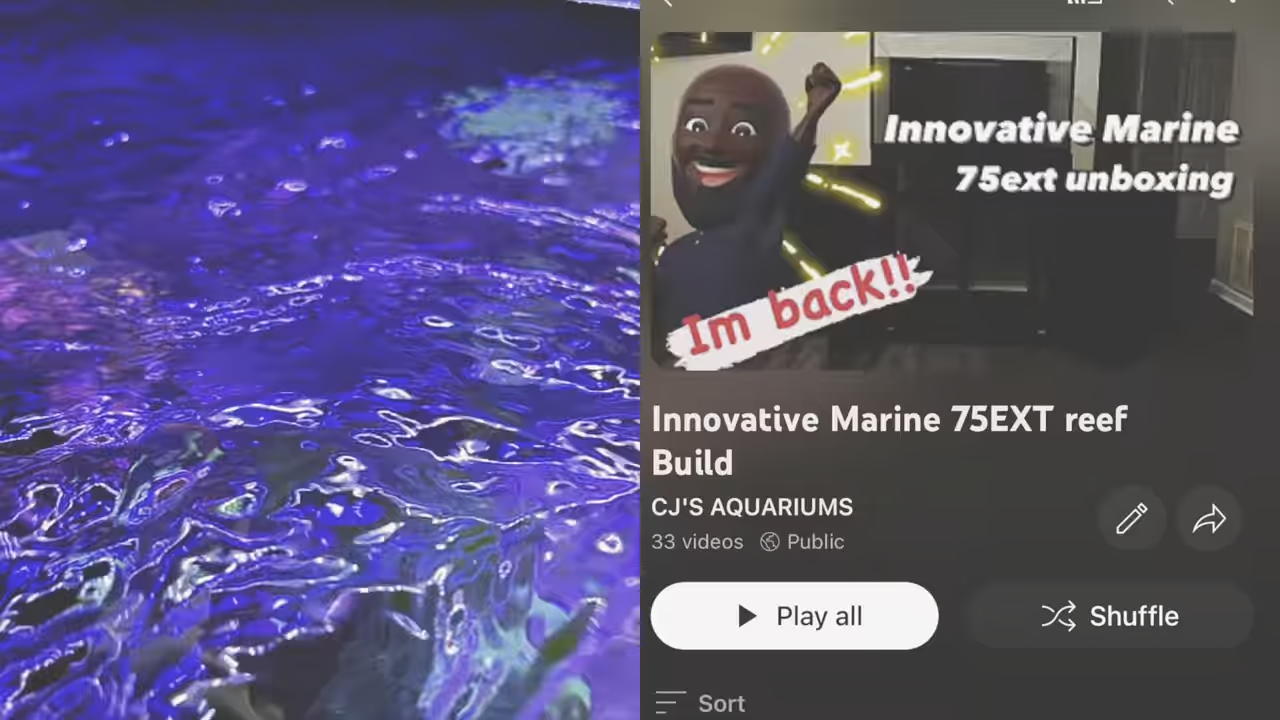 Innovative Marine
75ext unboxing
Im back!!
Innovative Marine 75EXT reef
Build
CJ'S AQUARIUMS
33 videos Public
Play all
Shuffle
Sort